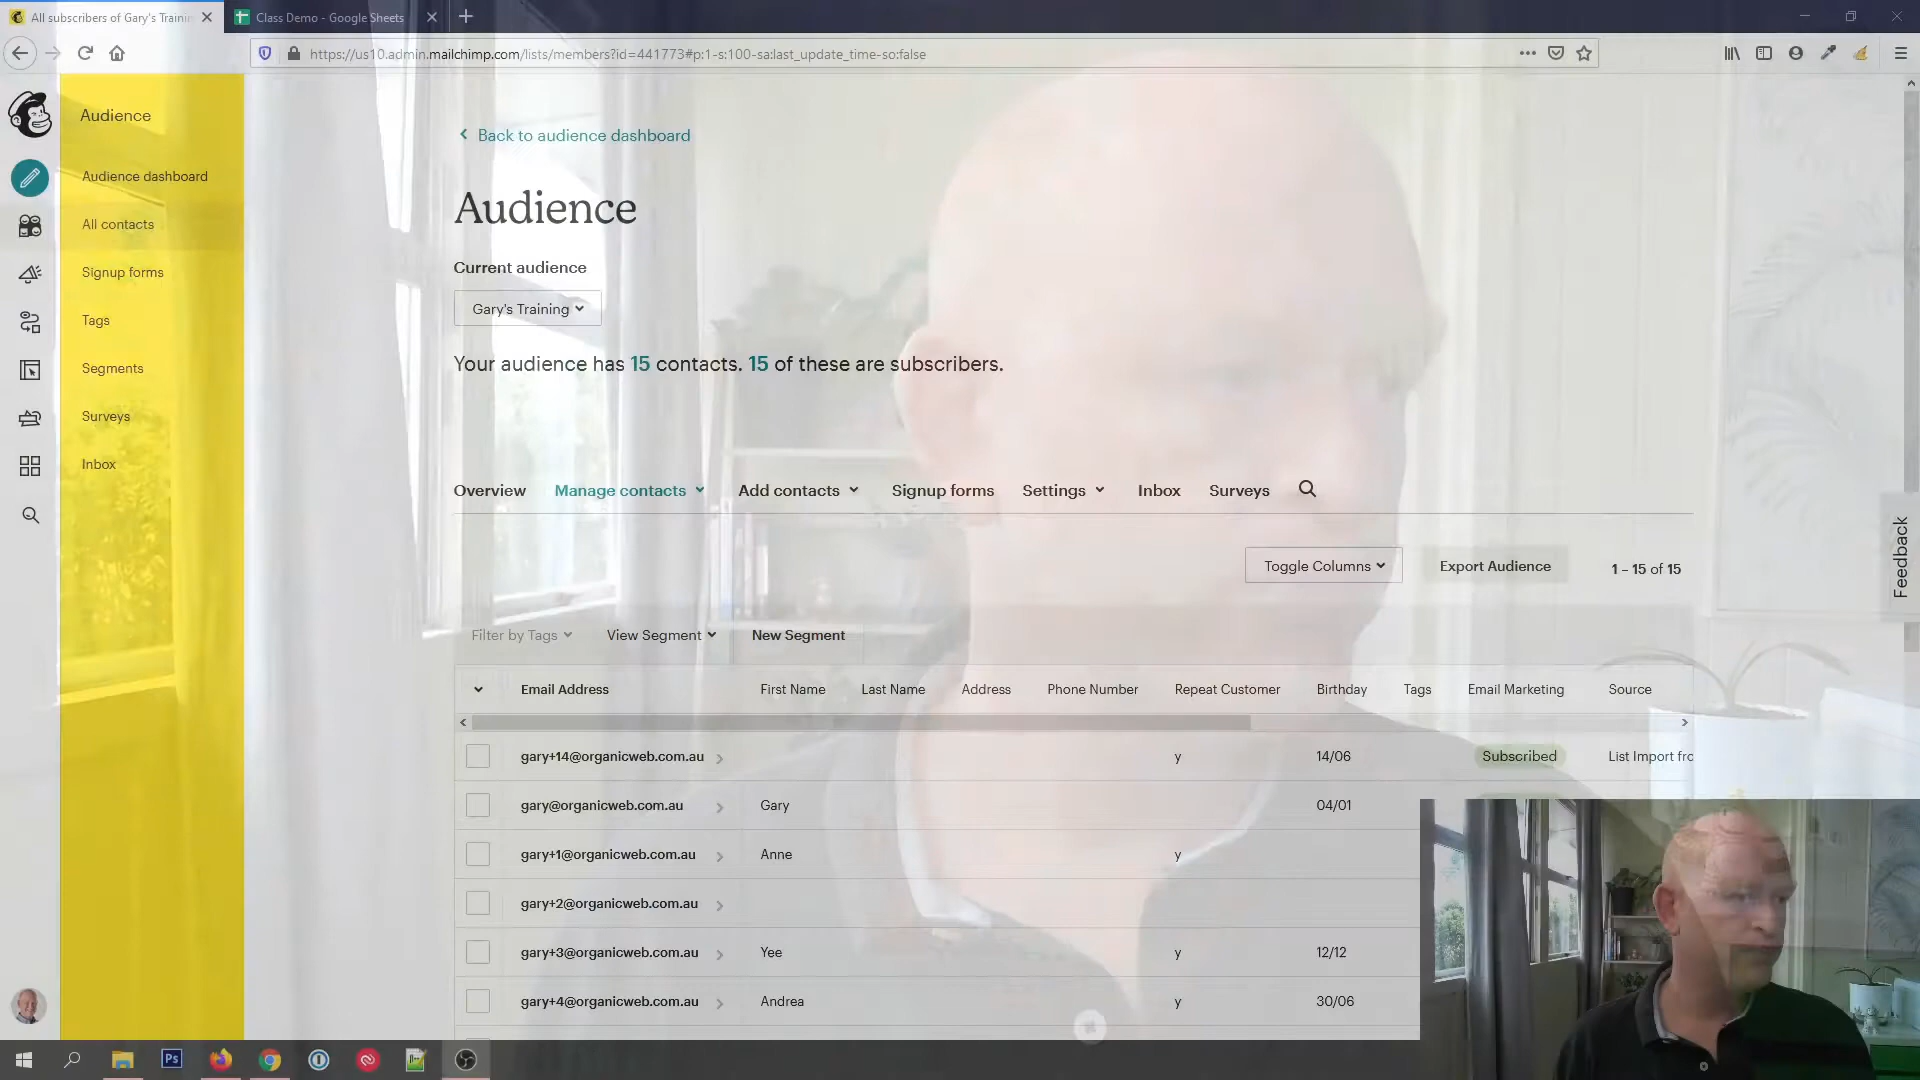 All subscribers of Gary's Trainin
Class Demo - Google Sheets
https://us10.admin.mailchimp.com/lists/members?id=441773#p:1-s:100-sa:last_update_time-so:false
Audience
Audience dashboard
All contacts
Signup forms
Tags
Segments
Surveys
Inbox
Back to audience dashboard
Audience
Current audience
Gary's Training
Your audience has 15 contacts. 15 of these are subscribers.
Overview Manage contacts Add contacts Signup forms Settings Inbox Surveys
Toggle Columns Export Audience 1 – 15 of 15
Filter by Tags View Segment New Segment
Email Address First Name Last Name Address Phone Number Repeat Customer Birthday Tags Email Marketing Source
gary+14@organicweb.com.au y 14/06 Subscribed List Import fro
gary@organicweb.com.au Gary 04/01
gary+1@organicweb.com.au Anne y
gary+2@organicweb.com.au
gary+3@organicweb.com.au Yee y 12/12
gary+4@organicweb.com.au Andrea y 30/06
Feedback
Ps